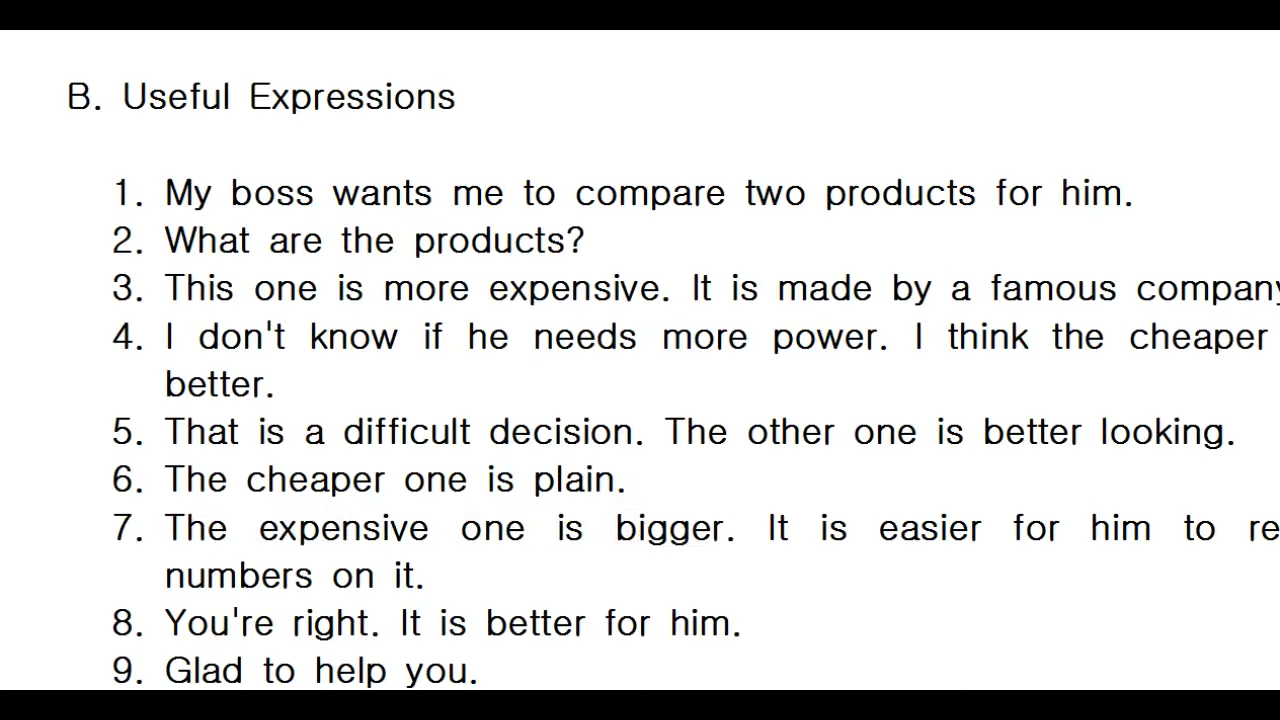 B. Useful Expressions
1. My boss wants me to compare two products for him.
2. What are the products?
3. This one is more expensive. It is made by a famous company
4. I don't know if he needs more power. I think the cheaper
better.
5. That is a difficult decision. The other one is better looking.
6. The cheaper one is plain.
7. The expensive one is bigger. It is easier for him to re
numbers on it.
8. You're right. It is better for him.
9. Glad to help you.